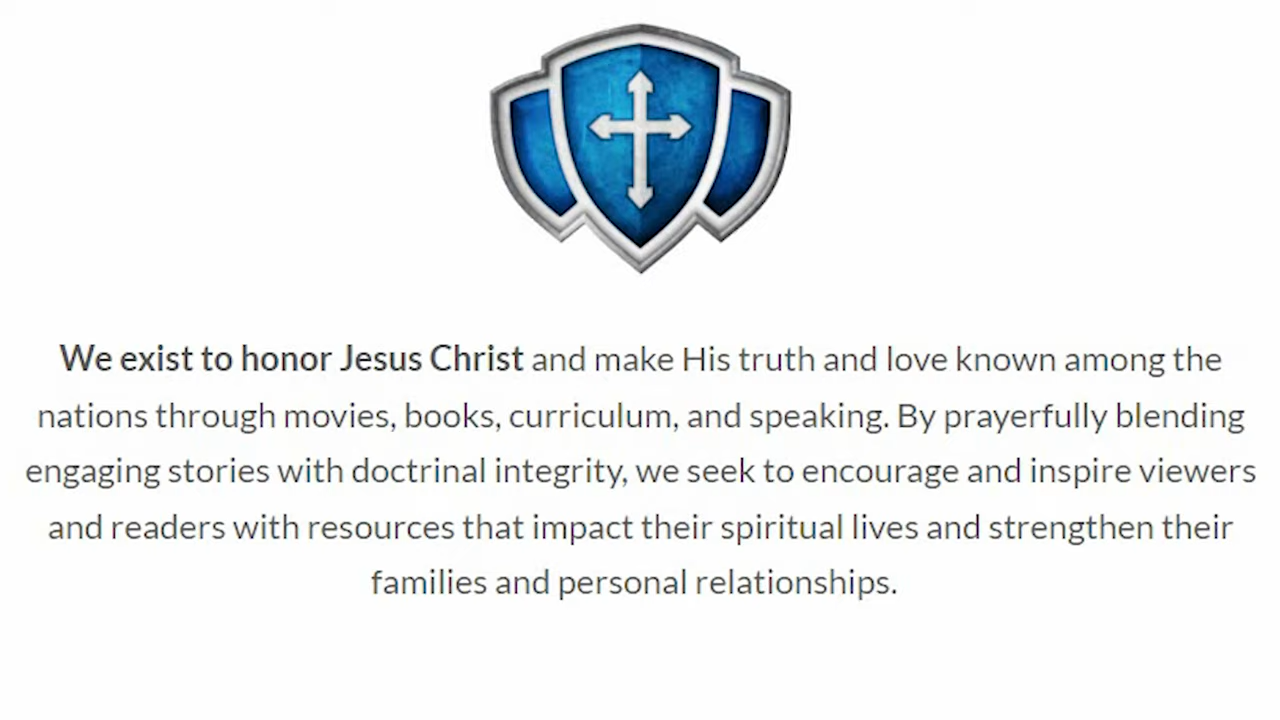 We exist to honor Jesus Christ and make His truth and love known among the
nations through movies, books, curriculum, and speaking. By prayerfully blending
engaging stories with doctrinal integrity, we seek to encourage and inspire viewers
and readers with resources that impact their spiritual lives and strengthen their
families and personal relationships.